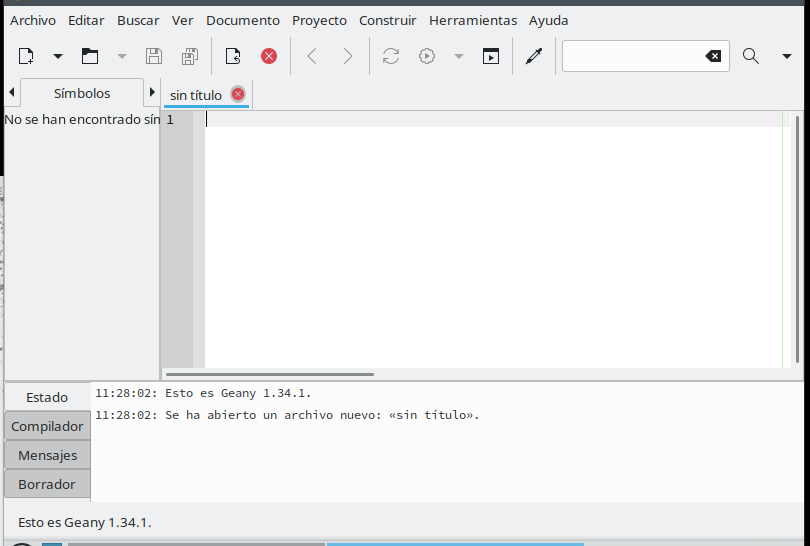 Archivo Editar Buscar Ver Documento Proyecto Construir Herramientas Ayuda
Símbolos
sin título
No se han encontrado sín
1
Estado
11:28:02: Esto es Geany 1.34.1.
11:28:02: Se ha abierto un archivo nuevo: «sin título».
Compilador
Mensajes
Borrador
Esto es Geany 1.34.1.